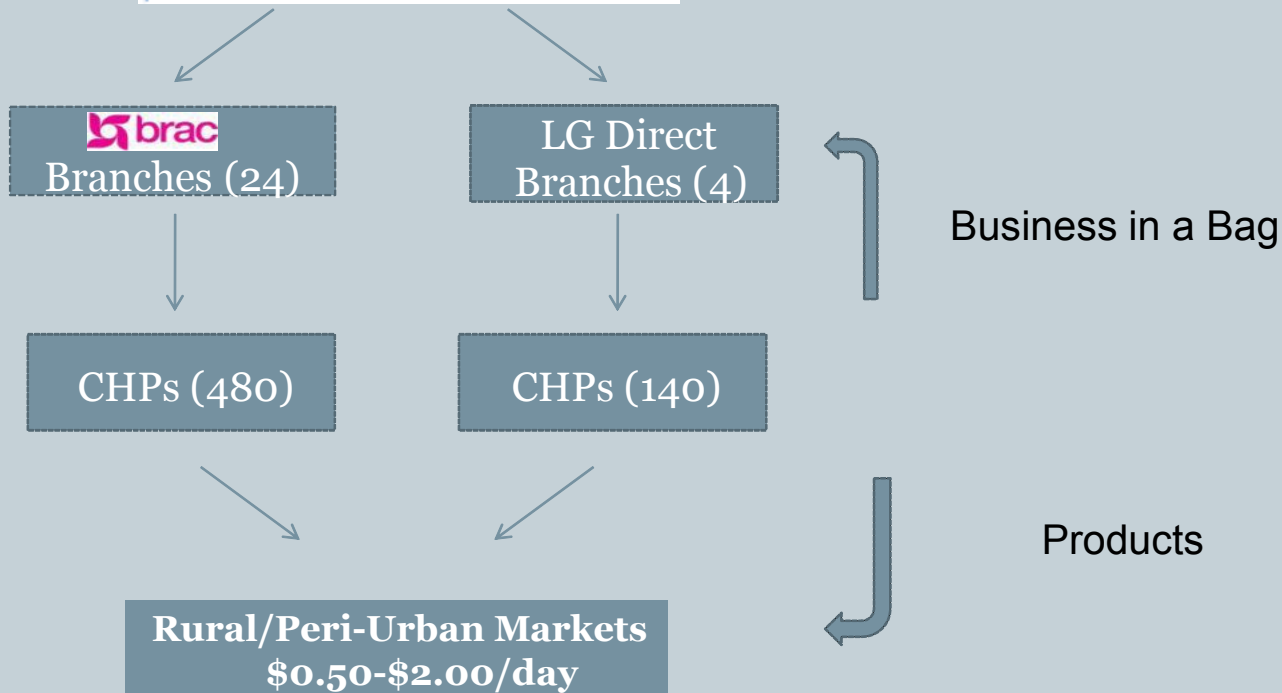 brac
Branches (24)
LG Direct
Branches (4)
Business in a Bag
CHPs (480)
CHPs (140)
Products
Rural/Peri-Urban Markets
$0.50-$2.00/day